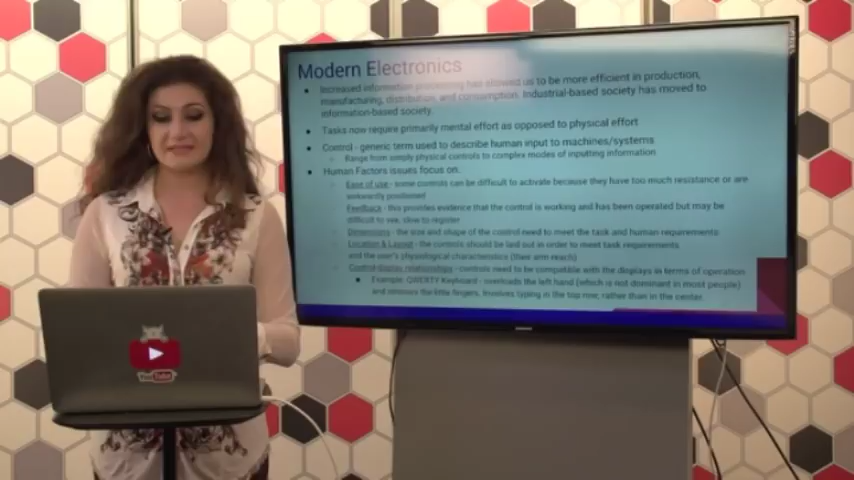 Modern Electronics
Increased information processing has allowed us to be more efficient in production,
manufacturing, distribution, and consumption. Industrial-based society has moved to
information-based society.
Tasks now require primarily mental effort as opposed to physical effort
Control - generic term used to describe human input to machines/systems
Range from simply physical controls to complex modes of inputting information
Human Factors issues focus on:
Ease of use - some controls can be difficult to activate because they have too much resistance or are
awkwardly positioned
Feedback - this provides evidence that the control is working and has been operated but may be
difficult to see, slow to register
Dimensions - the size and shape of the control need to meet the task and human requirements
Location & Layout - the controls should be laid out in order to meet task requirements
and the user's physiological characteristics (their arm reach)
Control-display relationships - controls need to be compatible with the displays in terms of operation
Example: QWERTY Keyboard - overloads the left hand (which is not dominant in most people)
and misuses the little fingers. Involves typing in the top row, rather than in the center.
YouTube